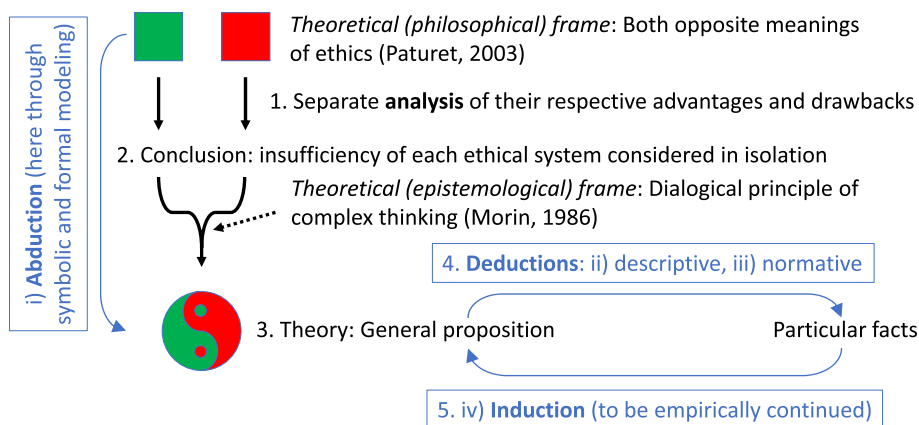 i) Abduction (here through
symbolic and formal modeling)
Theoretical (philosophical) frame: Both opposite meanings
of ethics (Paturet, 2003)
1. Separate analysis of their respective advantages and drawbacks
2. Conclusion: insufficiency of each ethical system considered in isolation
Theoretical (epistemological) frame: Dialogical principle of
complex thinking (Morin, 1986)
4. Deductions: ii) descriptive, iii) normative
3. Theory: General proposition
Particular facts
5. iv) Induction (to be empirically continued)